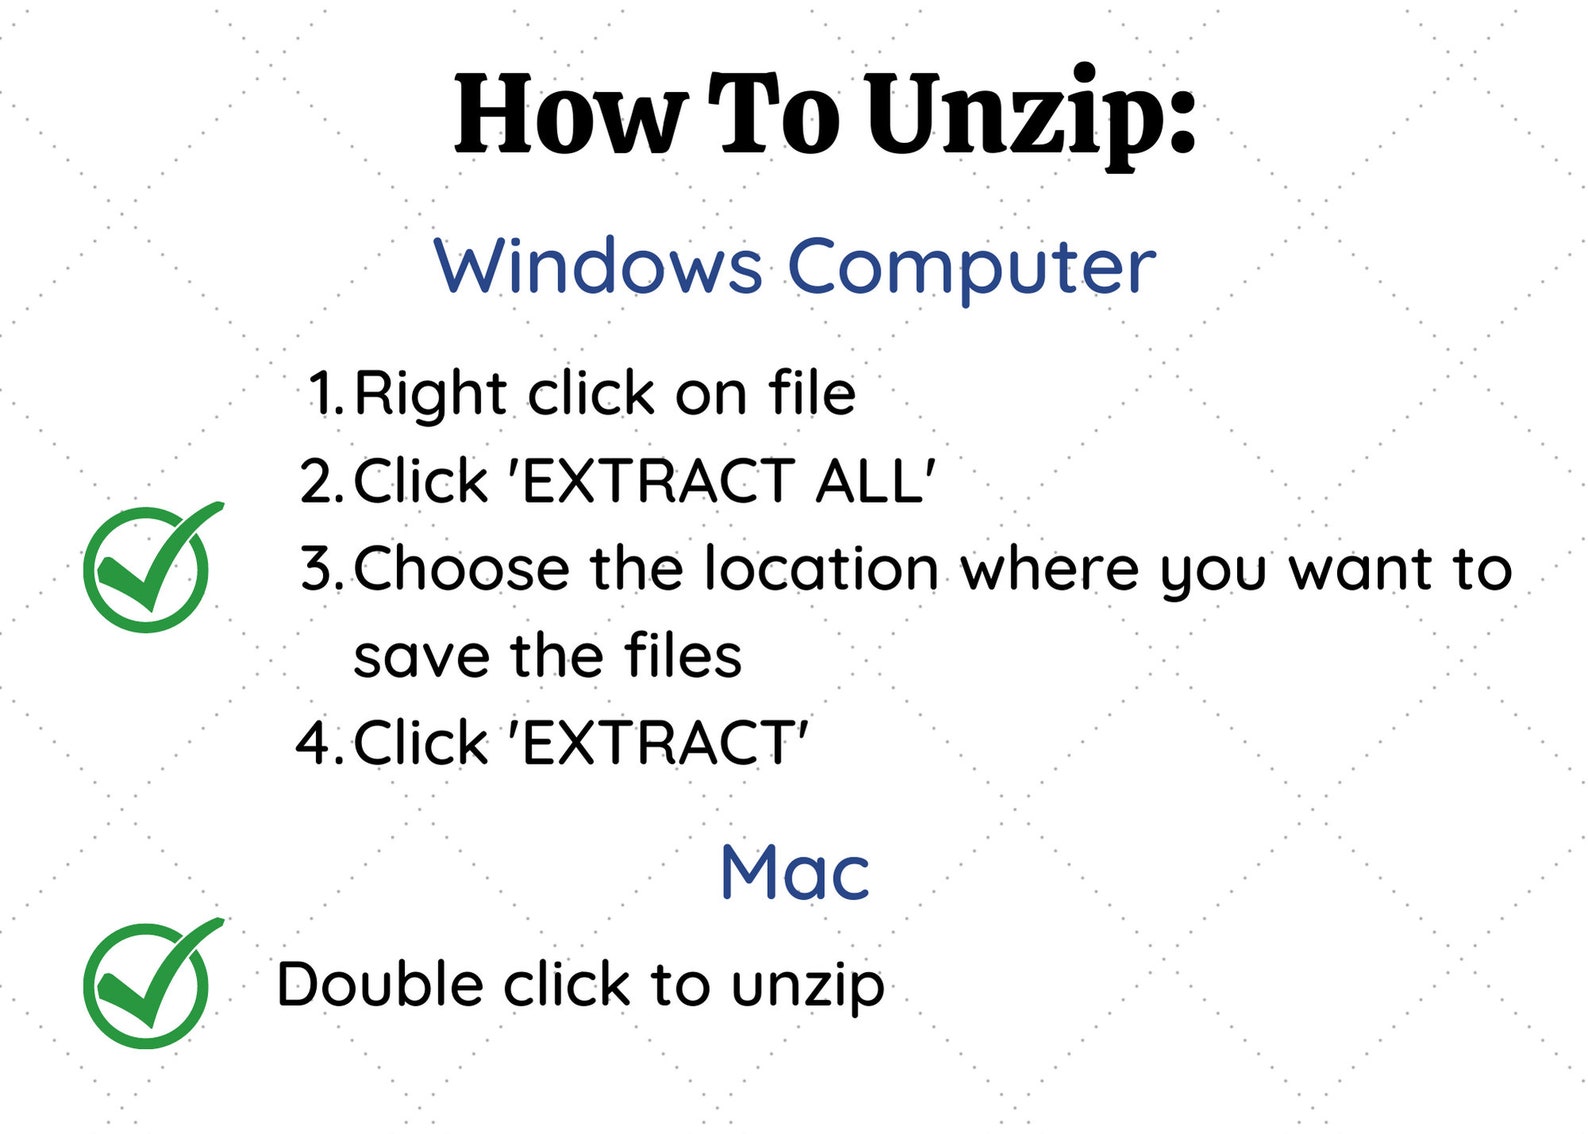 How To Unzip:
Windows Computer
1. Right click on file
2. Click 'EXTRACT ALL'
3. Choose the location where you want to
save the files
4. Click 'EXTRACT'
Mac
Double click to unzip